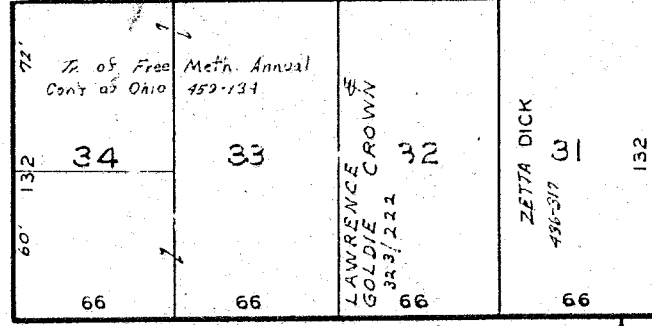 72'
Tr. of Free Meth. Annual
Con't of Ohio 459-134
34
33
32
31
132
132
60'
LAWRENCE &
GOLDIE CROWN
323/222
ZETTA DICK
436-317
66
66
66
66